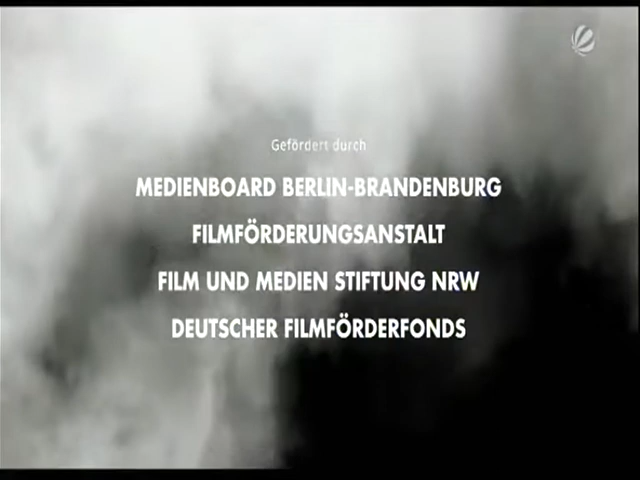 Gefördert durch
MEDIENBOARD BERLIN-BRANDENBURG
FILMFÖRDERUNGSANSTALT
FILM UND MEDIEN STIFTUNG NRW
DEUTSCHER FILMFÖRDERFONDS